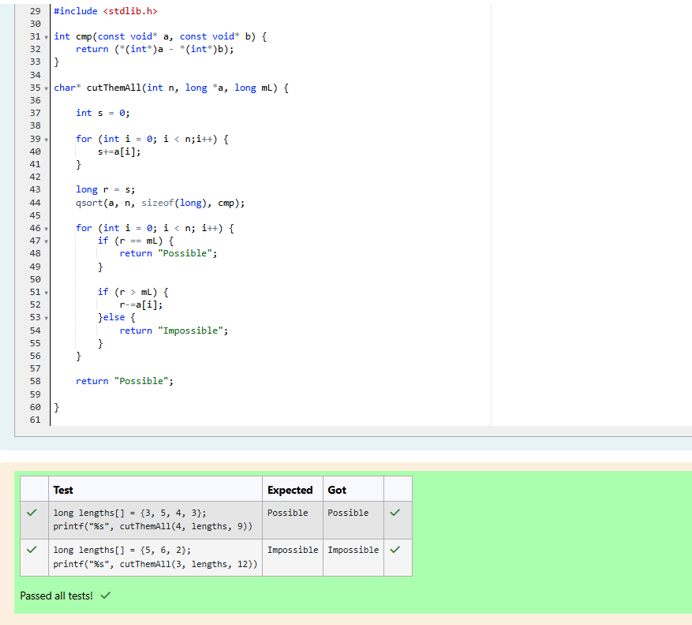 29 #include <stdlib.h>
30
31 int cmp(const void* a, const void* b) {
32     return (*(int*)a - *(int*)b);
33 }
34
35 char* cutThemAll(int n, long *a, long mL) {
36
37     int s = 0;
38
39     for (int i = 0; i < n;i++) {
40         s+=a[i];
41     }
42
43     long r = s;
44     qsort(a, n, sizeof(long), cmp);
45
46     for (int i = 0; i < n; i++) {
47         if (r == mL) {
48             return "Possible";
49         }
50
51         if (r > mL) {
52             r-=a[i];
53         }else {
54             return "Impossible";
55         }
56     }
57
58     return "Possible";
59
60 }
61
Test Expected Got
long lengths[] = {3, 5, 4, 3}; Possible Possible
printf("%s", cutThemAll(4, lengths, 9))
long lengths[] = {5, 6, 2}; Impossible Impossible
printf("%s", cutThemAll(3, lengths, 12))
Passed all tests!